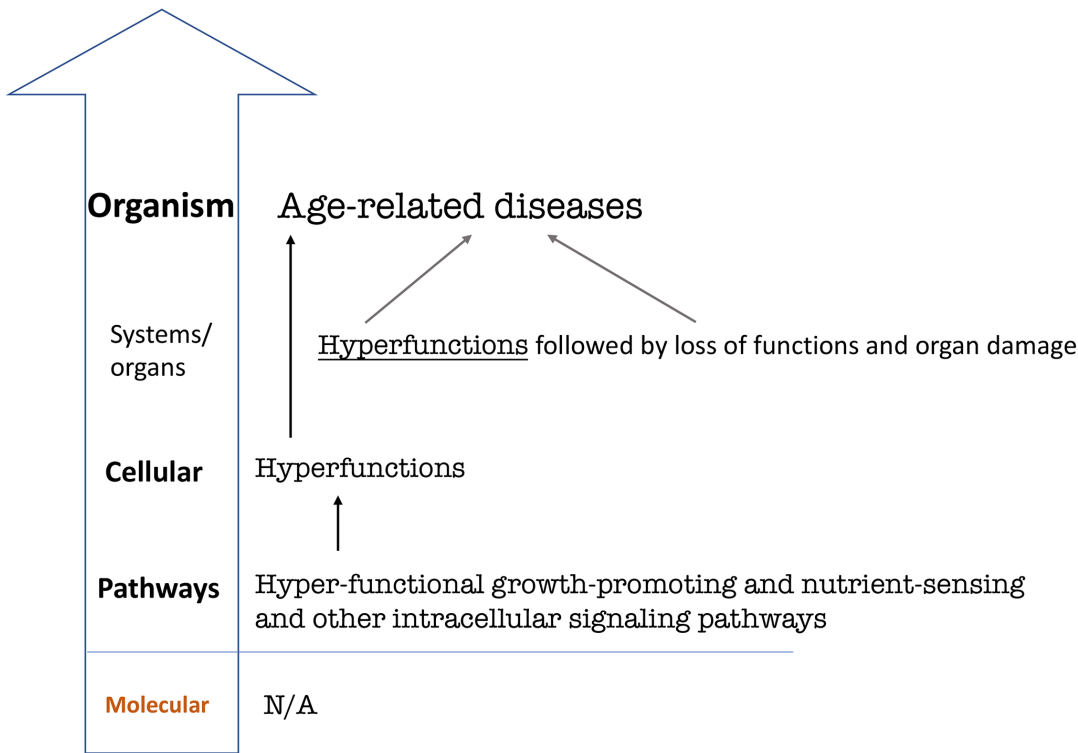 Organism Age-related diseases
Systems/
organs
Hyperfunctions followed by loss of functions and organ damage
Cellular Hyperfunctions
Pathways Hyper-functional growth-promoting and nutrient-sensing
and other intracellular signaling pathways
Molecular N/A